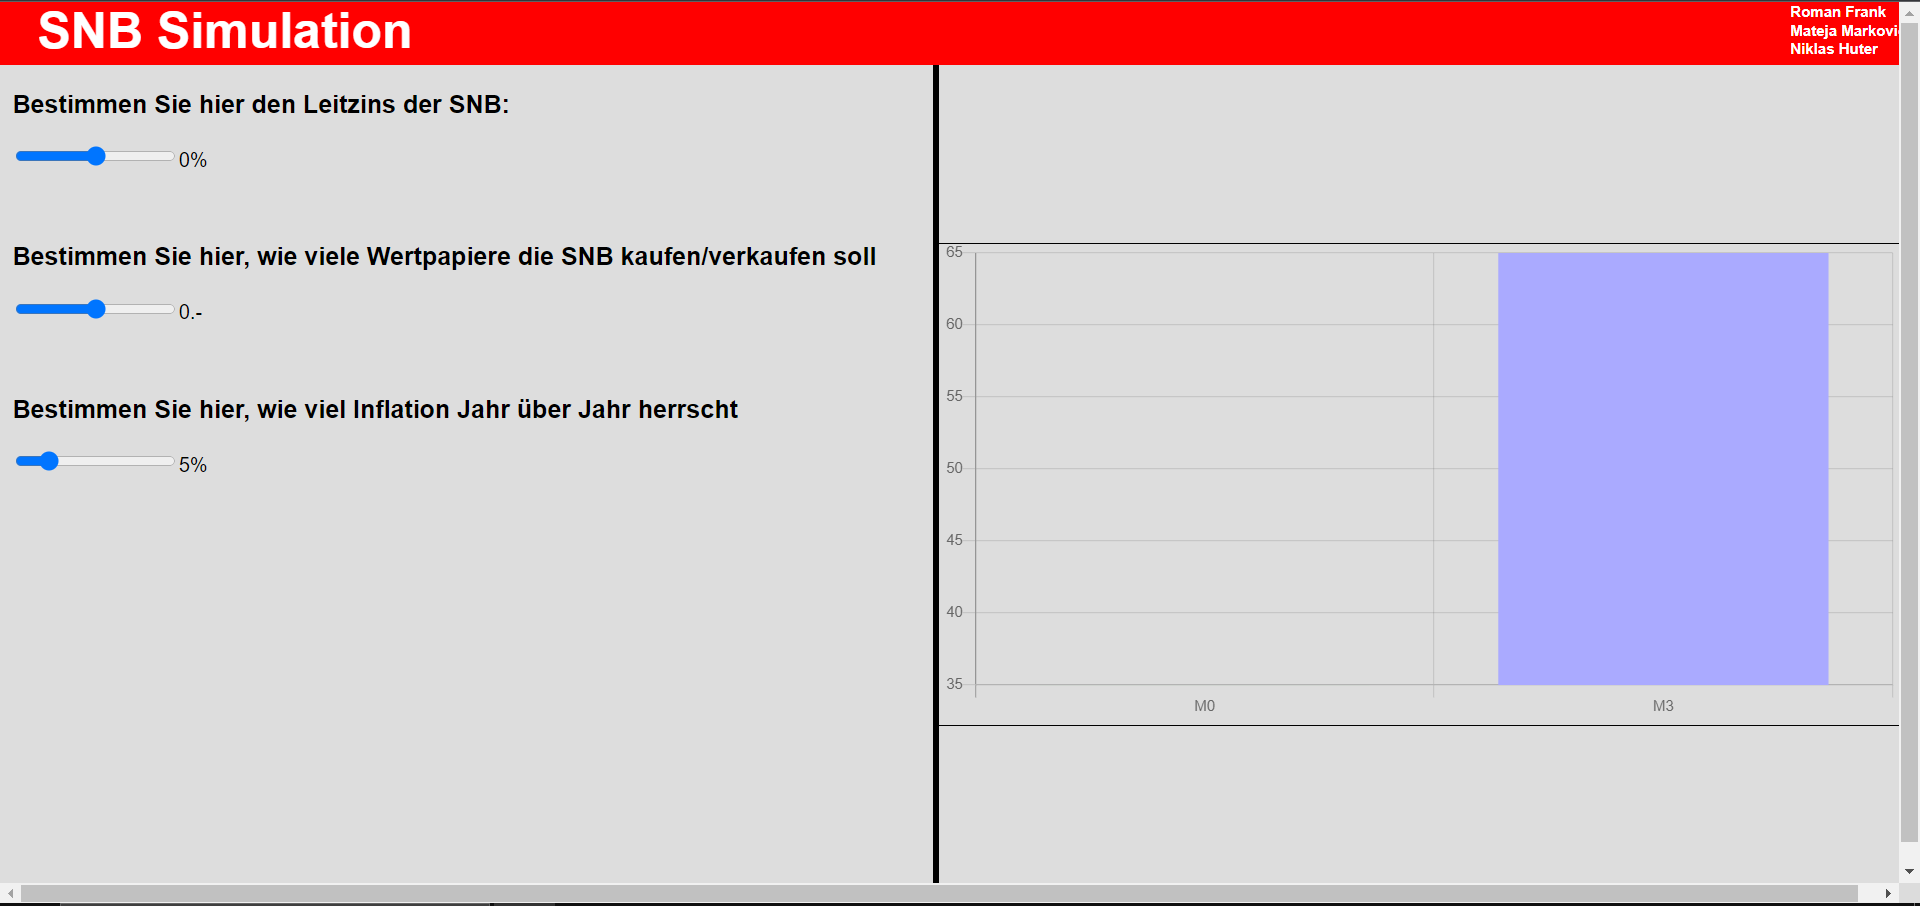 SNB Simulation
Roman Frank
Mateja Markovi
Niklas Huter
Bestimmen Sie hier den Leitzins der SNB:
0%
Bestimmen Sie hier, wie viele Wertpapiere die SNB kaufen/verkaufen soll
0.-
Bestimmen Sie hier, wie viel Inflation Jahr über Jahr herrscht
5%
65
60
55
50
45
40
35
M0 M3